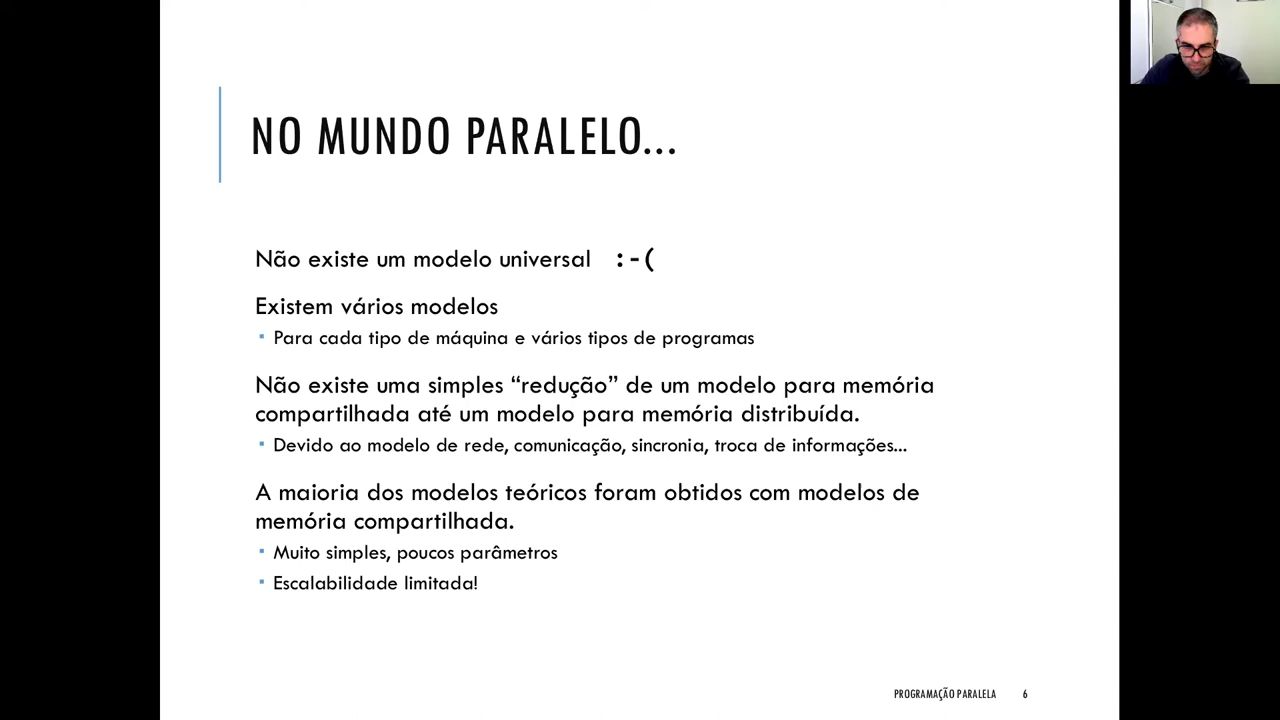 NO MUNDO PARALELO...
Não existe um modelo universal :-(
Existem vários modelos
▪ Para cada tipo de máquina e vários tipos de programas
Não existe uma simples “redução” de um modelo para memória
compartilhada até um modelo para memória distribuída.
▪ Devido ao modelo de rede, comunicação, sincronia, troca de informações...
A maioria dos modelos teóricos foram obtidos com modelos de
memória compartilhada.
▪ Muito simples, poucos parâmetros
▪ Escalabilidade limitada!
PROGRAMAÇÃO PARALELA 6